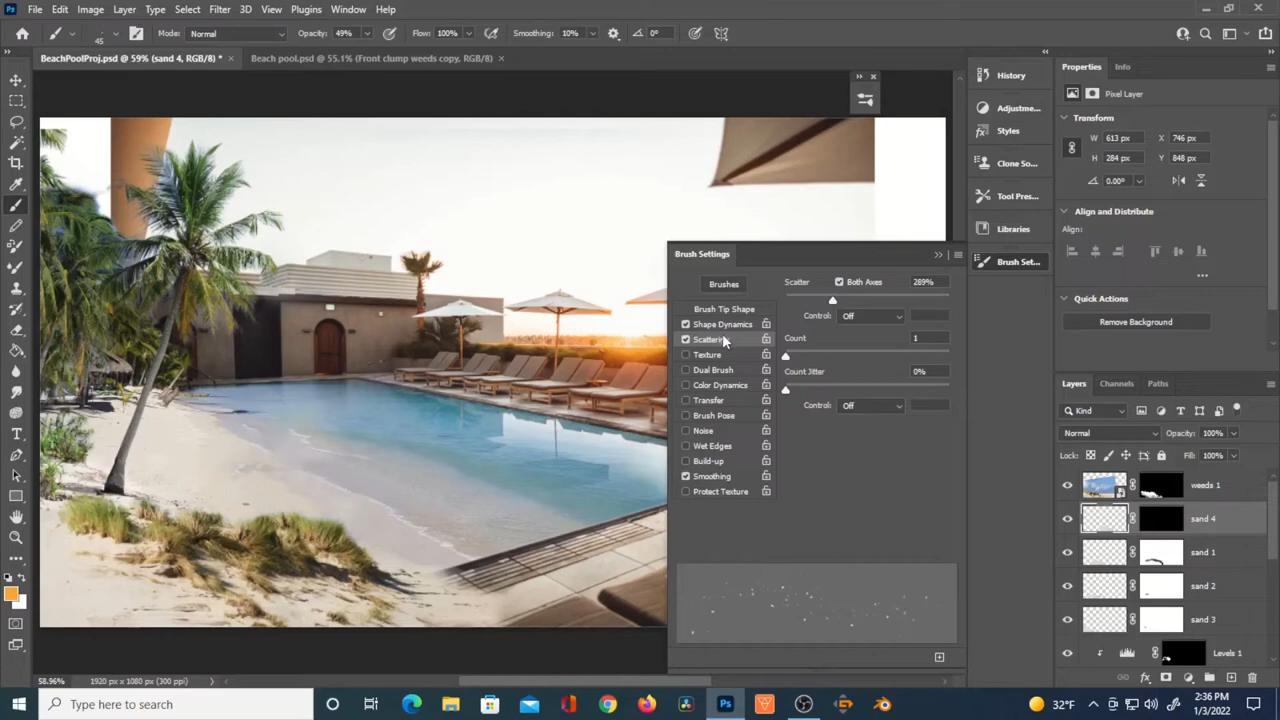 Ps File Edit Image Layer Type Select Filter 3D View Plugins Window Help
45 Mode: Normal Opacity: 49% Flow: 100% Smoothing: 10% 0°
BeachPoolProj.psd @ 59% (sand 4, RGB/8) * × Beach pool.psd @ 55.1% (Front clump weeds copy, RGB/8) ×
History
Adjustme...
Styles
Clone So...
Tool Pres...
Libraries
Brush Set...
Properties Info
Pixel Layer
Transform
W 613 px X 746 px
H 284 px Y 848 px
0.00°
Align and Distribute
Align:
Quick Actions
Remove Background
Layers Channels Paths
Kind
Normal Opacity: 100%
Lock: Fill: 100%
weeds 1
sand 4
sand 1
sand 2
sand 3
Levels 1
Brush Settings
Brushes
Brush Tip Shape
Shape Dynamics
Scattering
Texture
Dual Brush
Color Dynamics
Transfer
Brush Pose
Noise
Wet Edges
Build-up
Smoothing
Protect Texture
Scatter Both Axes 289%
Control: Off
Count 1
Count Jitter 0%
Control: Off
58.96% 1920 px x 1080 px (300 ppi)
Type here to search
32°F
2:36 PM
1/3/2022